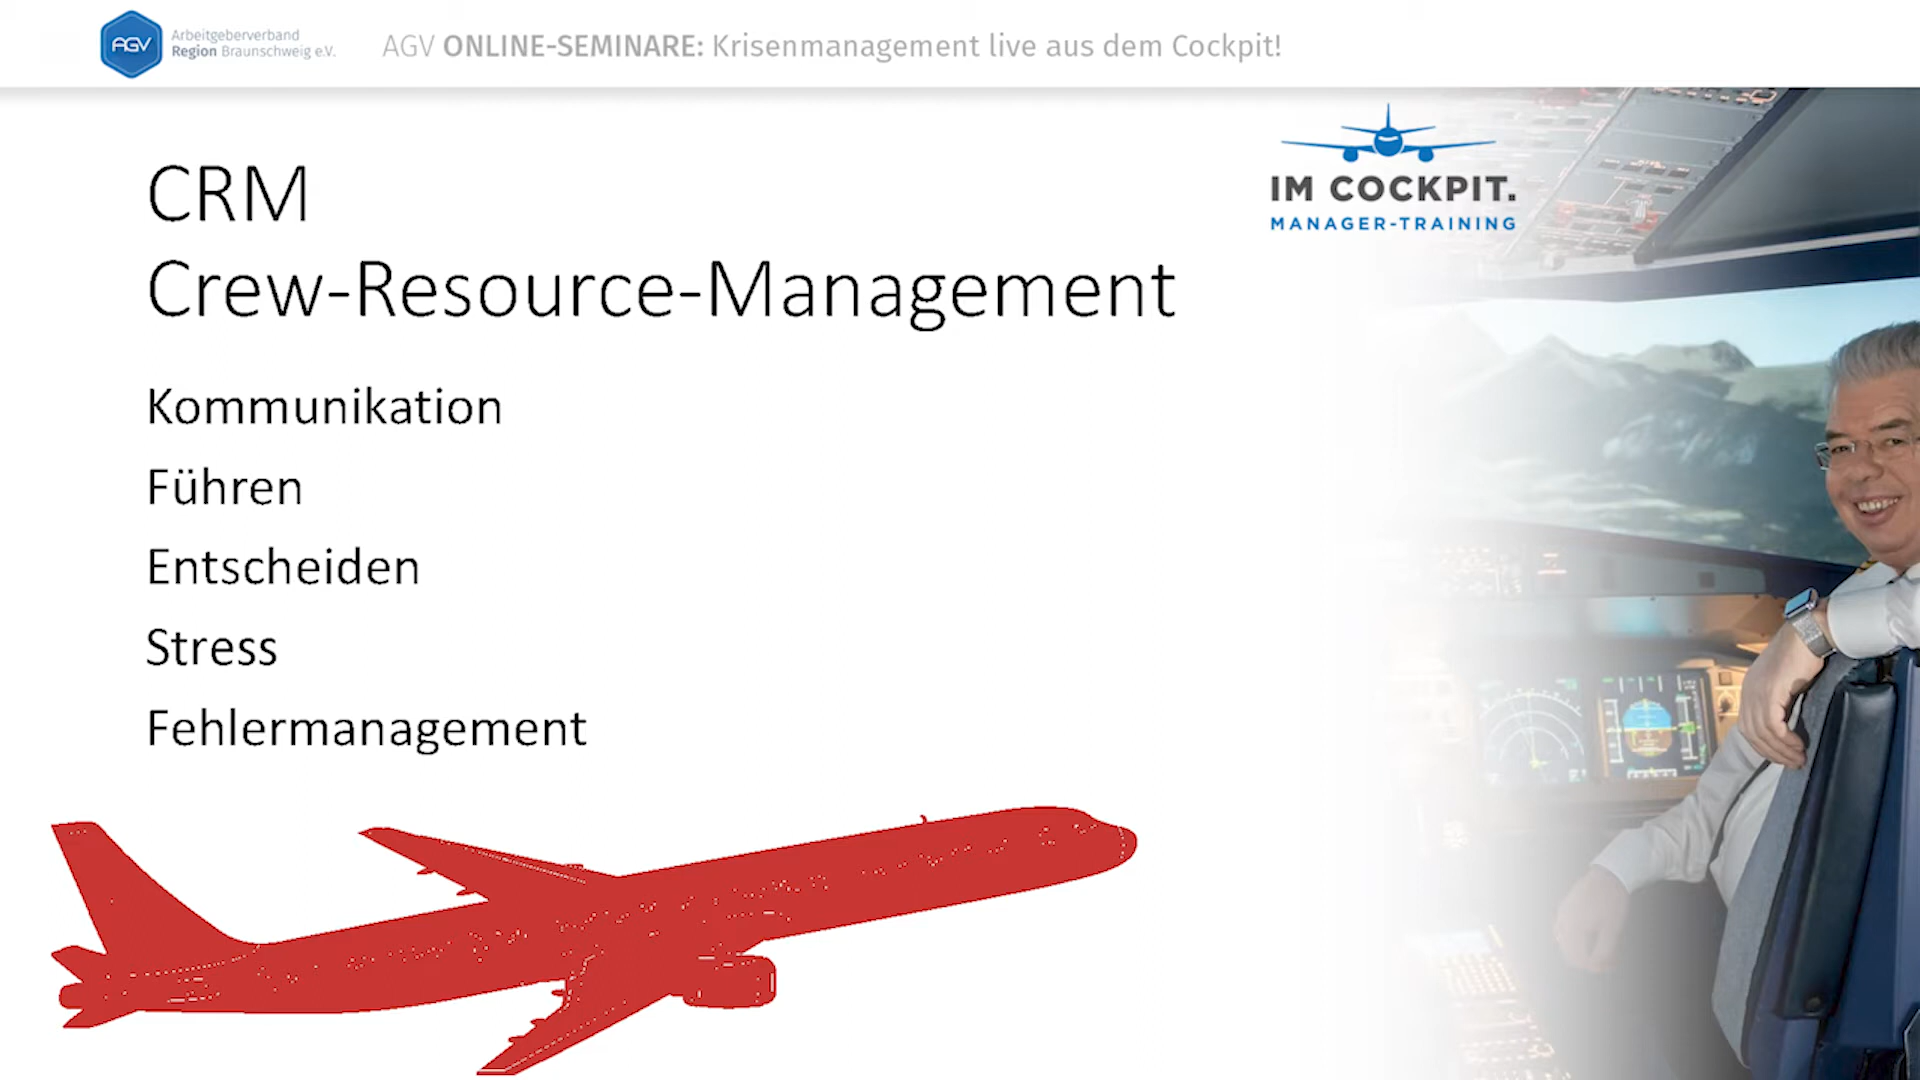 AGV
Arbeitgeberverband
Region Braunschweig e.V.
AGV ONLINE-SEMINARE: Krisenmanagement live aus dem Cockpit!
IM COCKPIT.
MANAGER-TRAINING
CRM
Crew-Resource-Management
Kommunikation
Führen
Entscheiden
Stress
Fehlermanagement